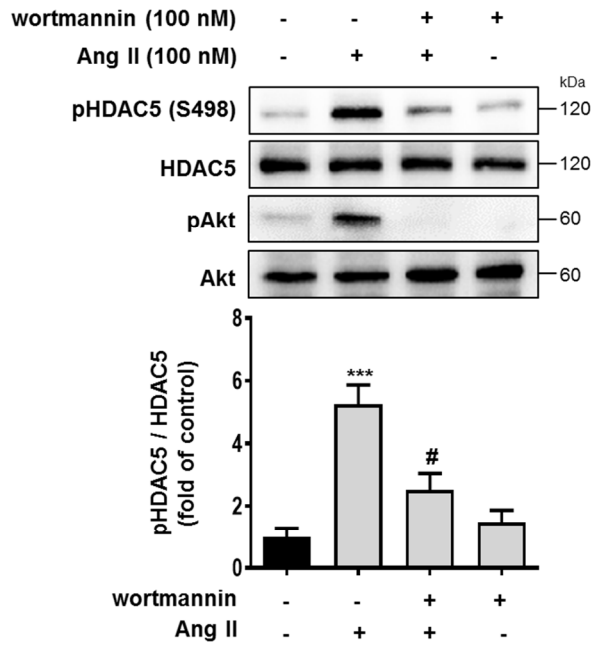 wortmannin (100 nM) - - + +
Ang II (100 nM) - + + -
kDa
pHDAC5 (S498) 120
HDAC5 120
pAkt 60
Akt 60
pHDAC5 / HDAC5
(fold of control)
8
6
4
2
0
***
#
wortmannin - - + +
Ang II - + + -